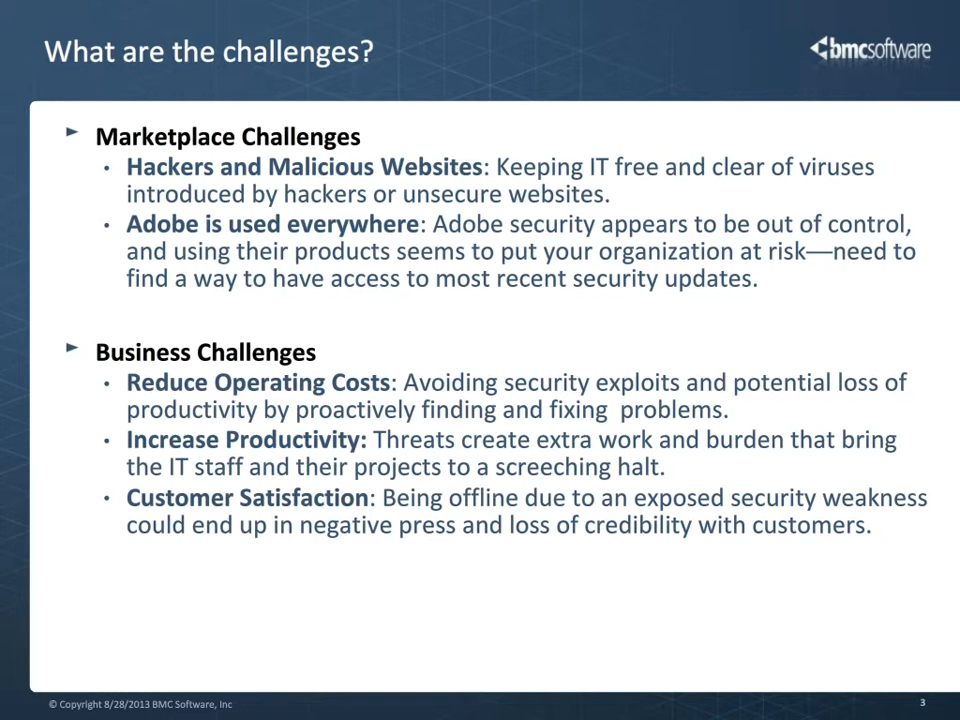 What are the challenges?
bmcsoftware
Marketplace Challenges
• Hackers and Malicious Websites: Keeping IT free and clear of viruses
introduced by hackers or unsecure websites.
• Adobe is used everywhere: Adobe security appears to be out of control,
and using their products seems to put your organization at risk—need to
find a way to have access to most recent security updates.
Business Challenges
• Reduce Operating Costs: Avoiding security exploits and potential loss of
productivity by proactively finding and fixing  problems.
• Increase Productivity: Threats create extra work and burden that bring
the IT staff and their projects to a screeching halt.
• Customer Satisfaction: Being offline due to an exposed security weakness
could end up in negative press and loss of credibility with customers.
© Copyright 8/28/2013 BMC Software, Inc
3